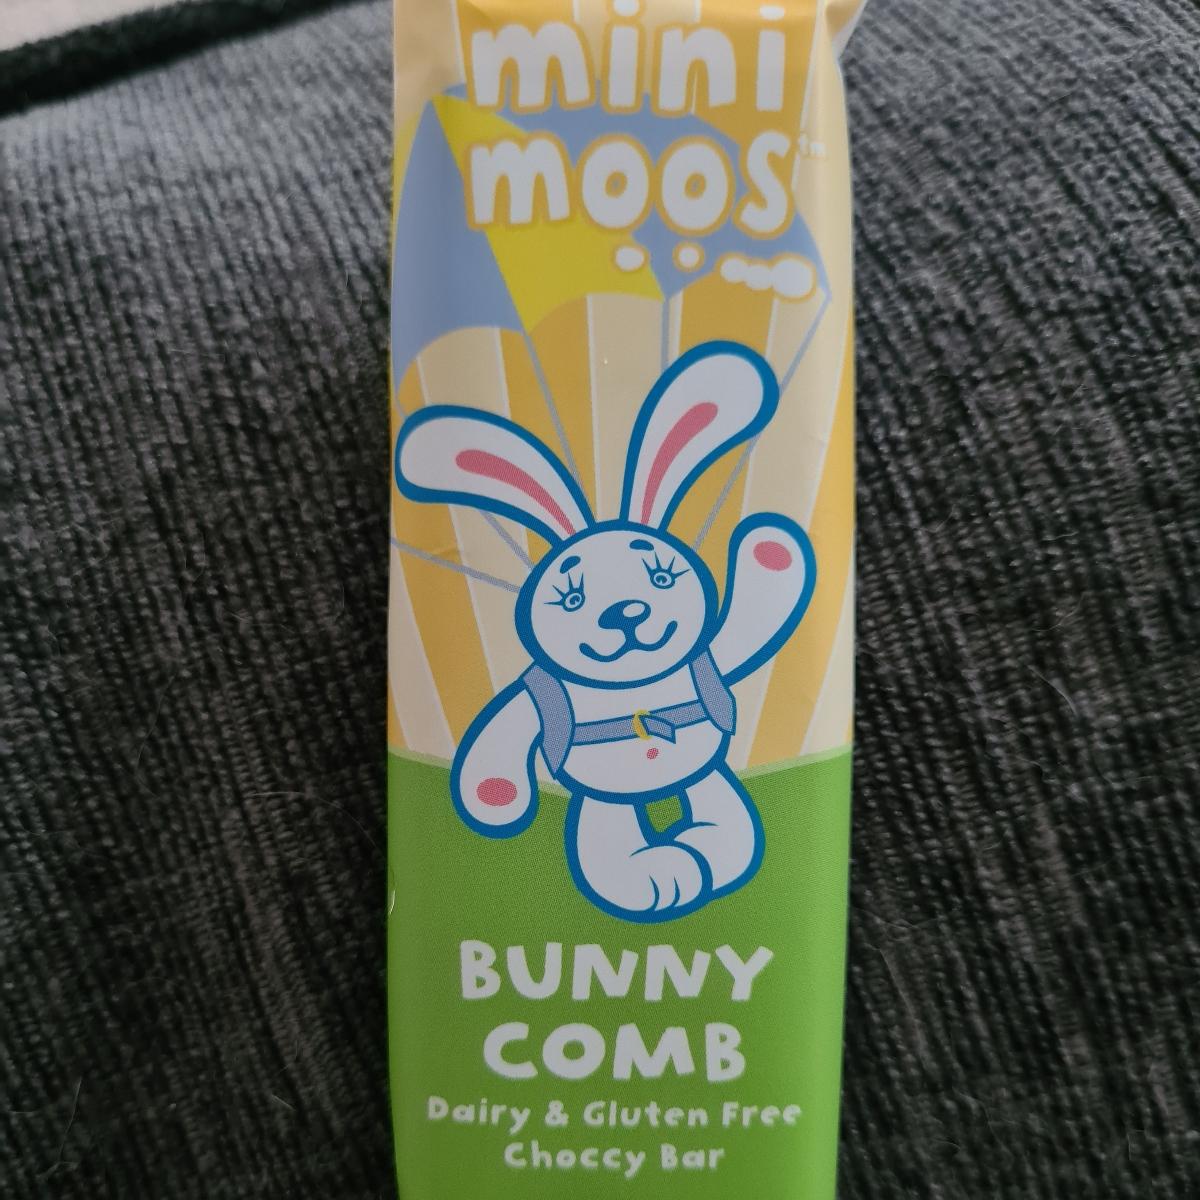 mini
moos™
BUNNY
COMB
Dairy & Gluten Free
Choccy Bar